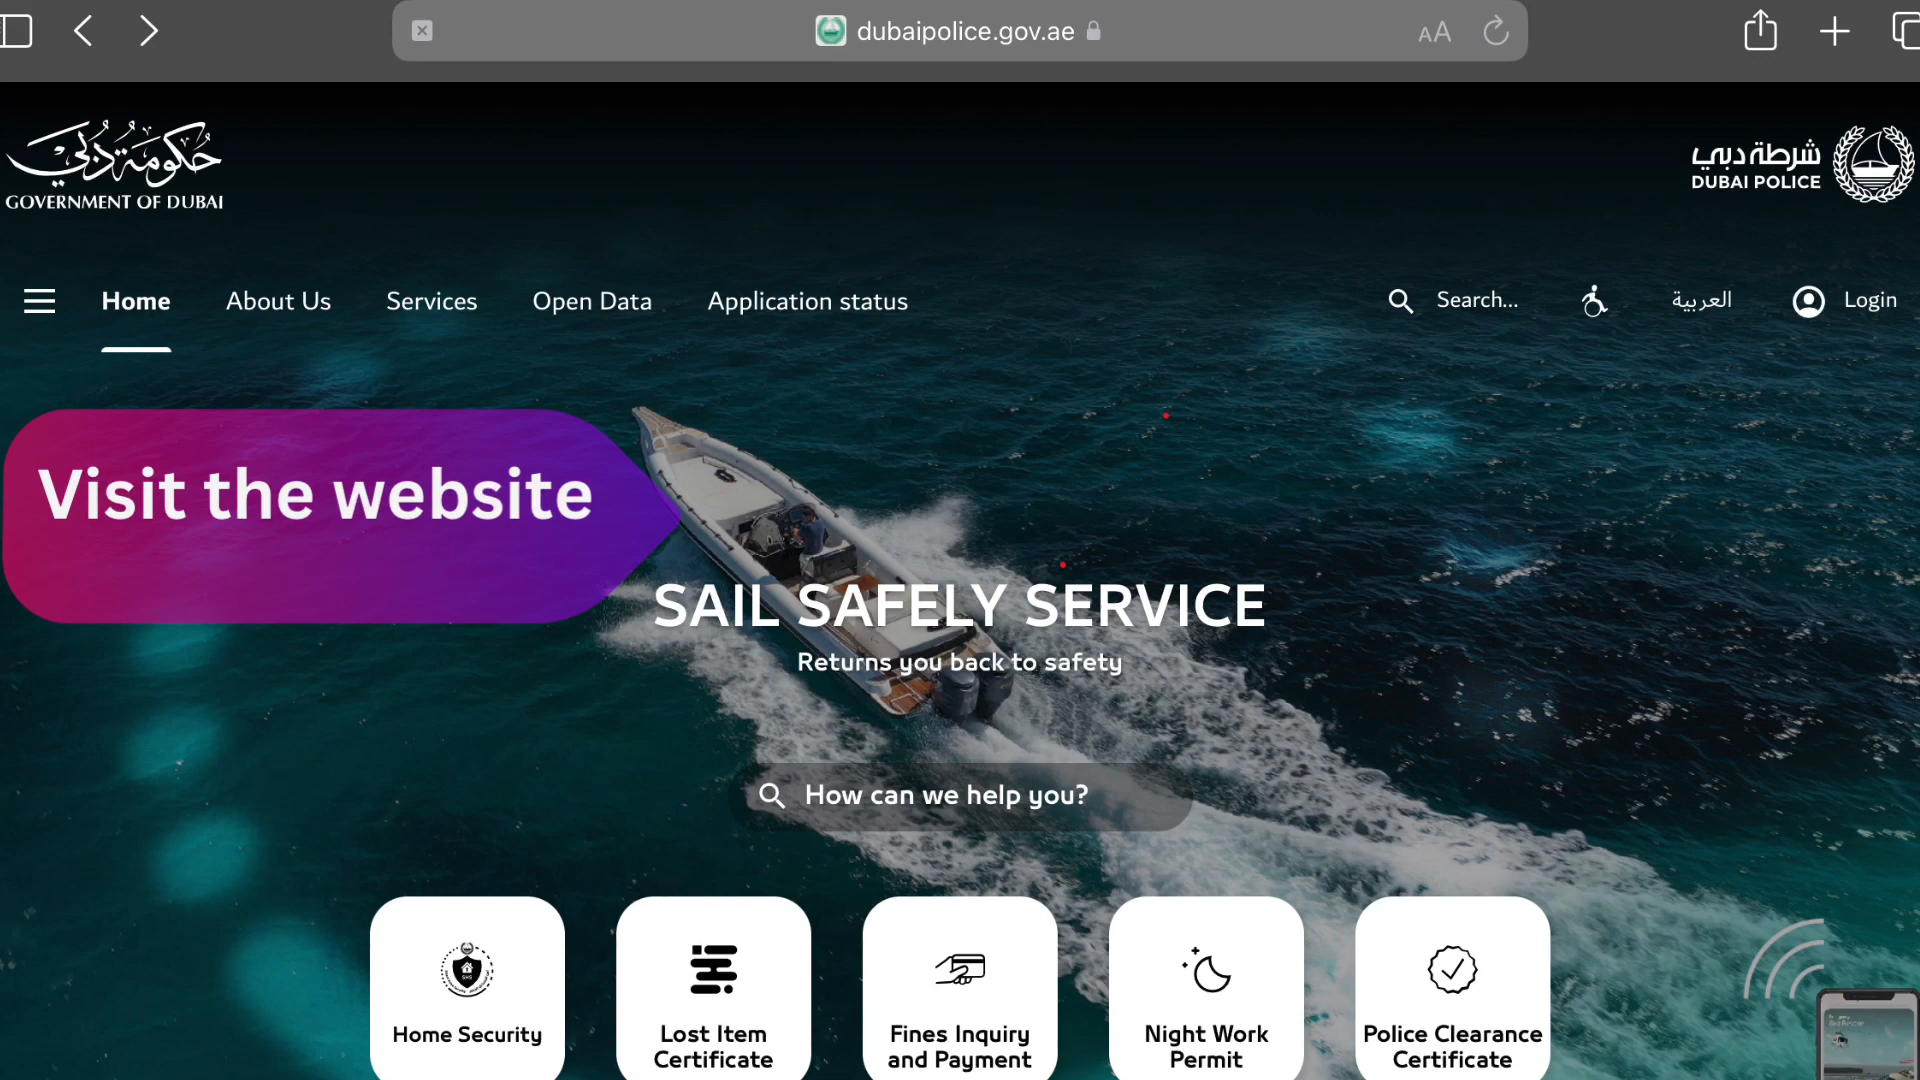 dubaipolice.gov.ae
AA
حكومة دبي
GOVERNMENT OF DUBAI
شرطة دبي
DUBAI POLICE
Home
About Us
Services
Open Data
Application status
Search...
العربية
Login
Visit the website
SAIL SAFELY SERVICE
Returns you back to safety
How can we help you?
Home Security
Lost Item
Certificate
Fines Inquiry
and Payment
Night Work
Permit
Police Clearance
Certificate